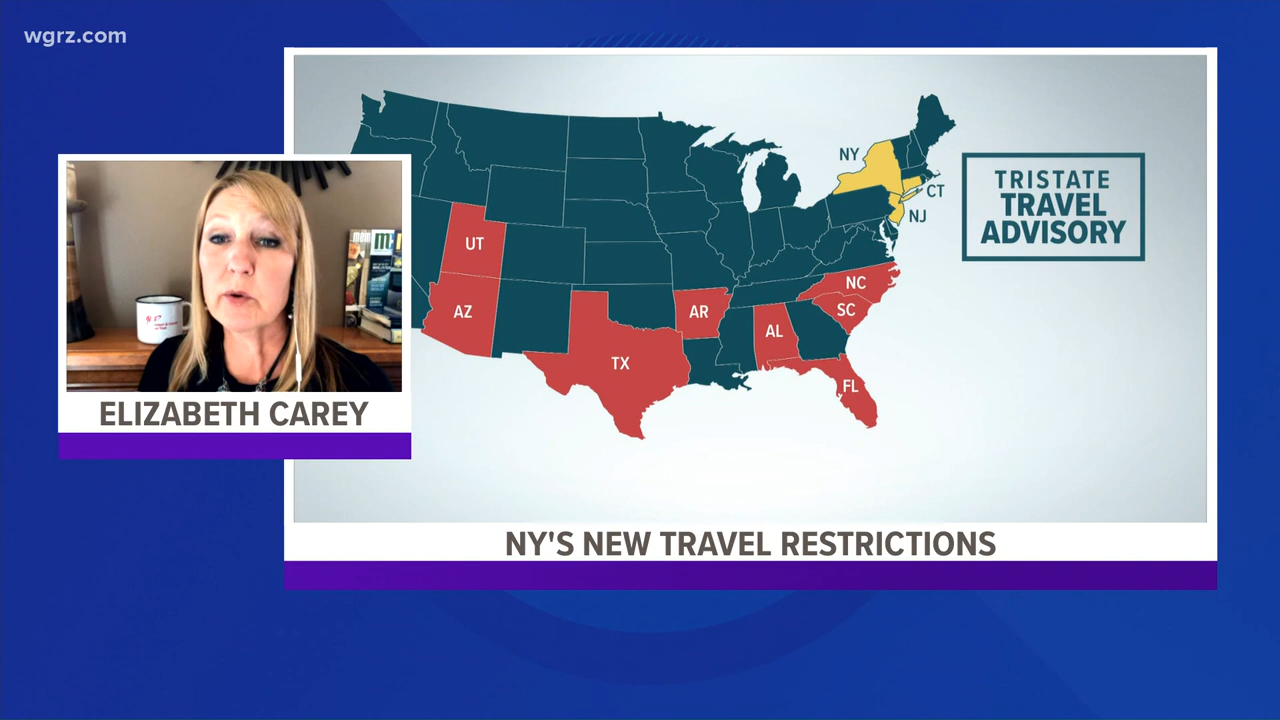 wgrz.com
ELIZABETH CAREY
NY
CT
NJ
TRISTATE
TRAVEL
ADVISORY
UT
AZ
TX
AR
AL
NC
SC
FL
NY'S NEW TRAVEL RESTRICTIONS